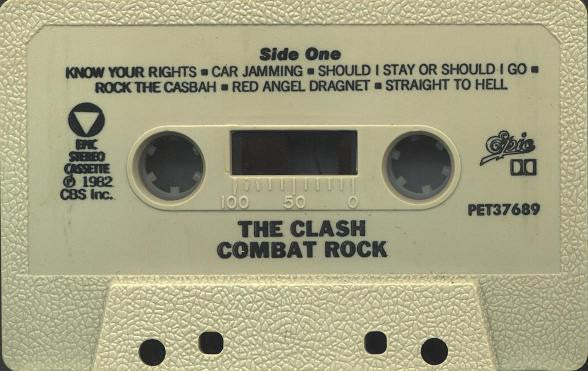 Side One
KNOW YOUR RIGHTS ■ CAR JAMMING ■ SHOULD I STAY OR SHOULD I GO ■
ROCK THE CASBAH ■ RED ANGEL DRAGNET ■ STRAIGHT TO HELL
EPIC
STEREO
CASSETTE
℗ 1982
CBS Inc.
Epic
100 50 0
PET37689
THE CLASH
COMBAT ROCK